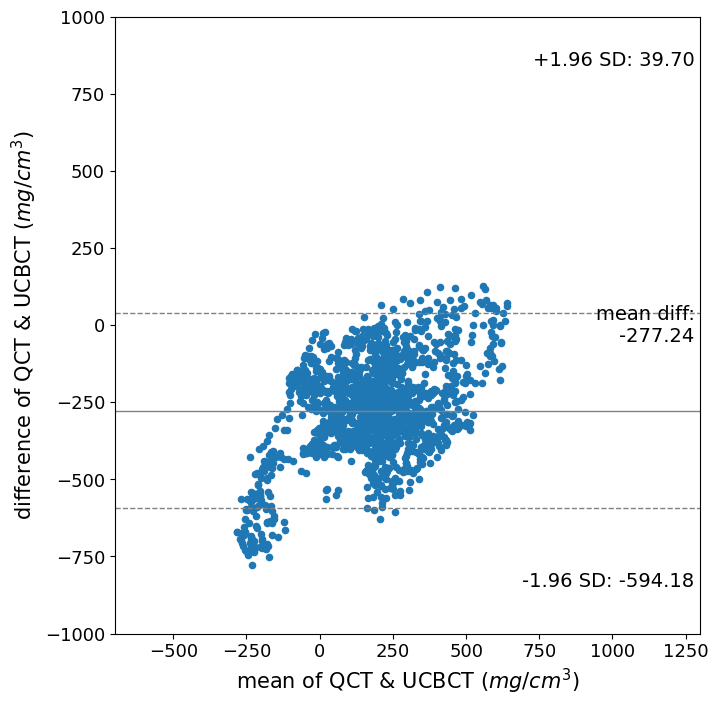 1000
750
500
250
0
−250
−500
−750
−1000
difference of QCT & UCBCT (mg/cm³)
+1.96 SD: 39.70
mean diff:
-277.24
-1.96 SD: -594.18
−500 −250 0 250 500 750 1000 1250
mean of QCT & UCBCT (mg/cm³)